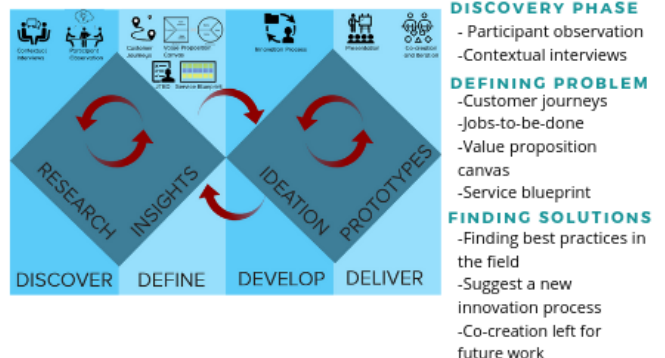 Contextual
Interviews
Participant
Observation
Customer
Journeys
Value Proposition
Canvas
JTBD
Service Blueprint
Innovation Process
Presentation
Co-creation
and iteration
RESEARCH
INSIGHTS
IDEATION
PROTOTYPES
DISCOVER
DEFINE
DEVELOP
DELIVER
DISCOVERY PHASE
- Participant observation
-Contextual interviews
DEFINING PROBLEM
-Customer journeys
-Jobs-to-be-done
-Value proposition
canvas
-Service blueprint
FINDING SOLUTIONS
-Finding best practices in
the field
-Suggest a new
innovation process
-Co-creation left for
future work